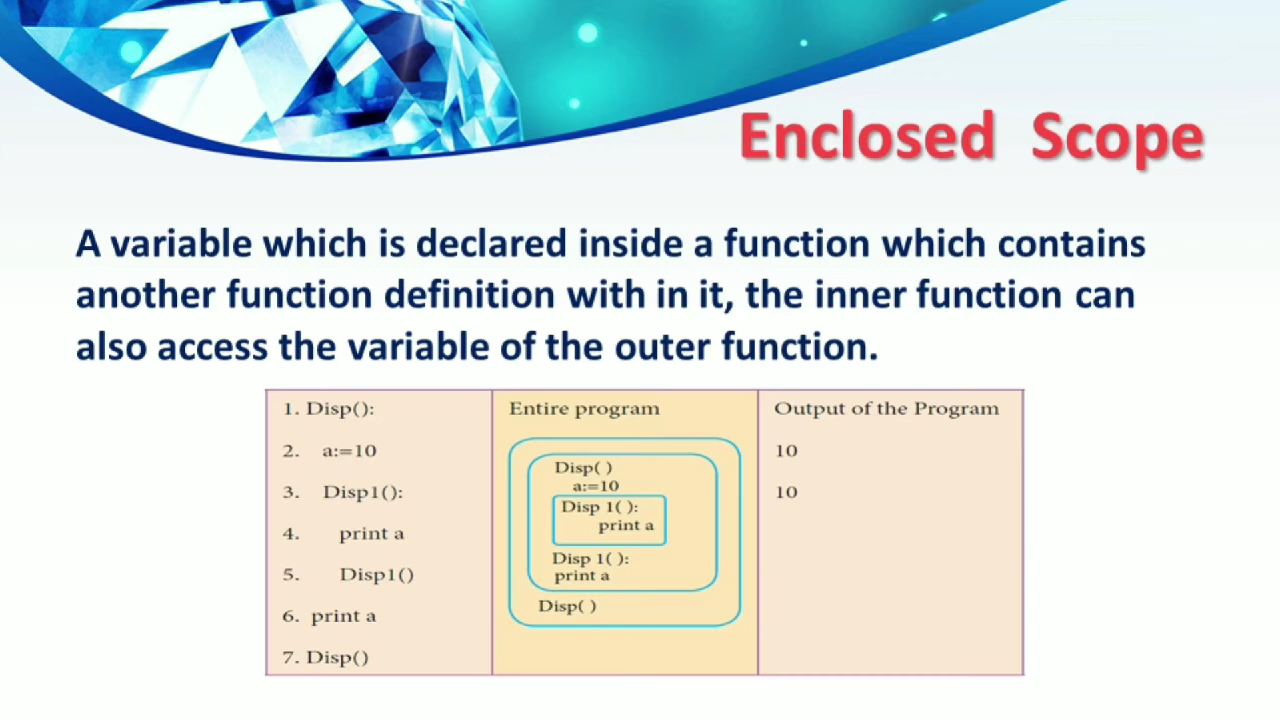 Enclosed Scope
A variable which is declared inside a function which contains
another function definition with in it, the inner function can
also access the variable of the outer function.
1. Disp():
2. a:=10
3. Disp1():
4. print a
5. Disp1()
6. print a
7. Disp()
Entire program
Disp( )
a:=10
Disp 1( ):
print a
Disp 1( ):
print a
Disp( )
Output of the Program
10
10